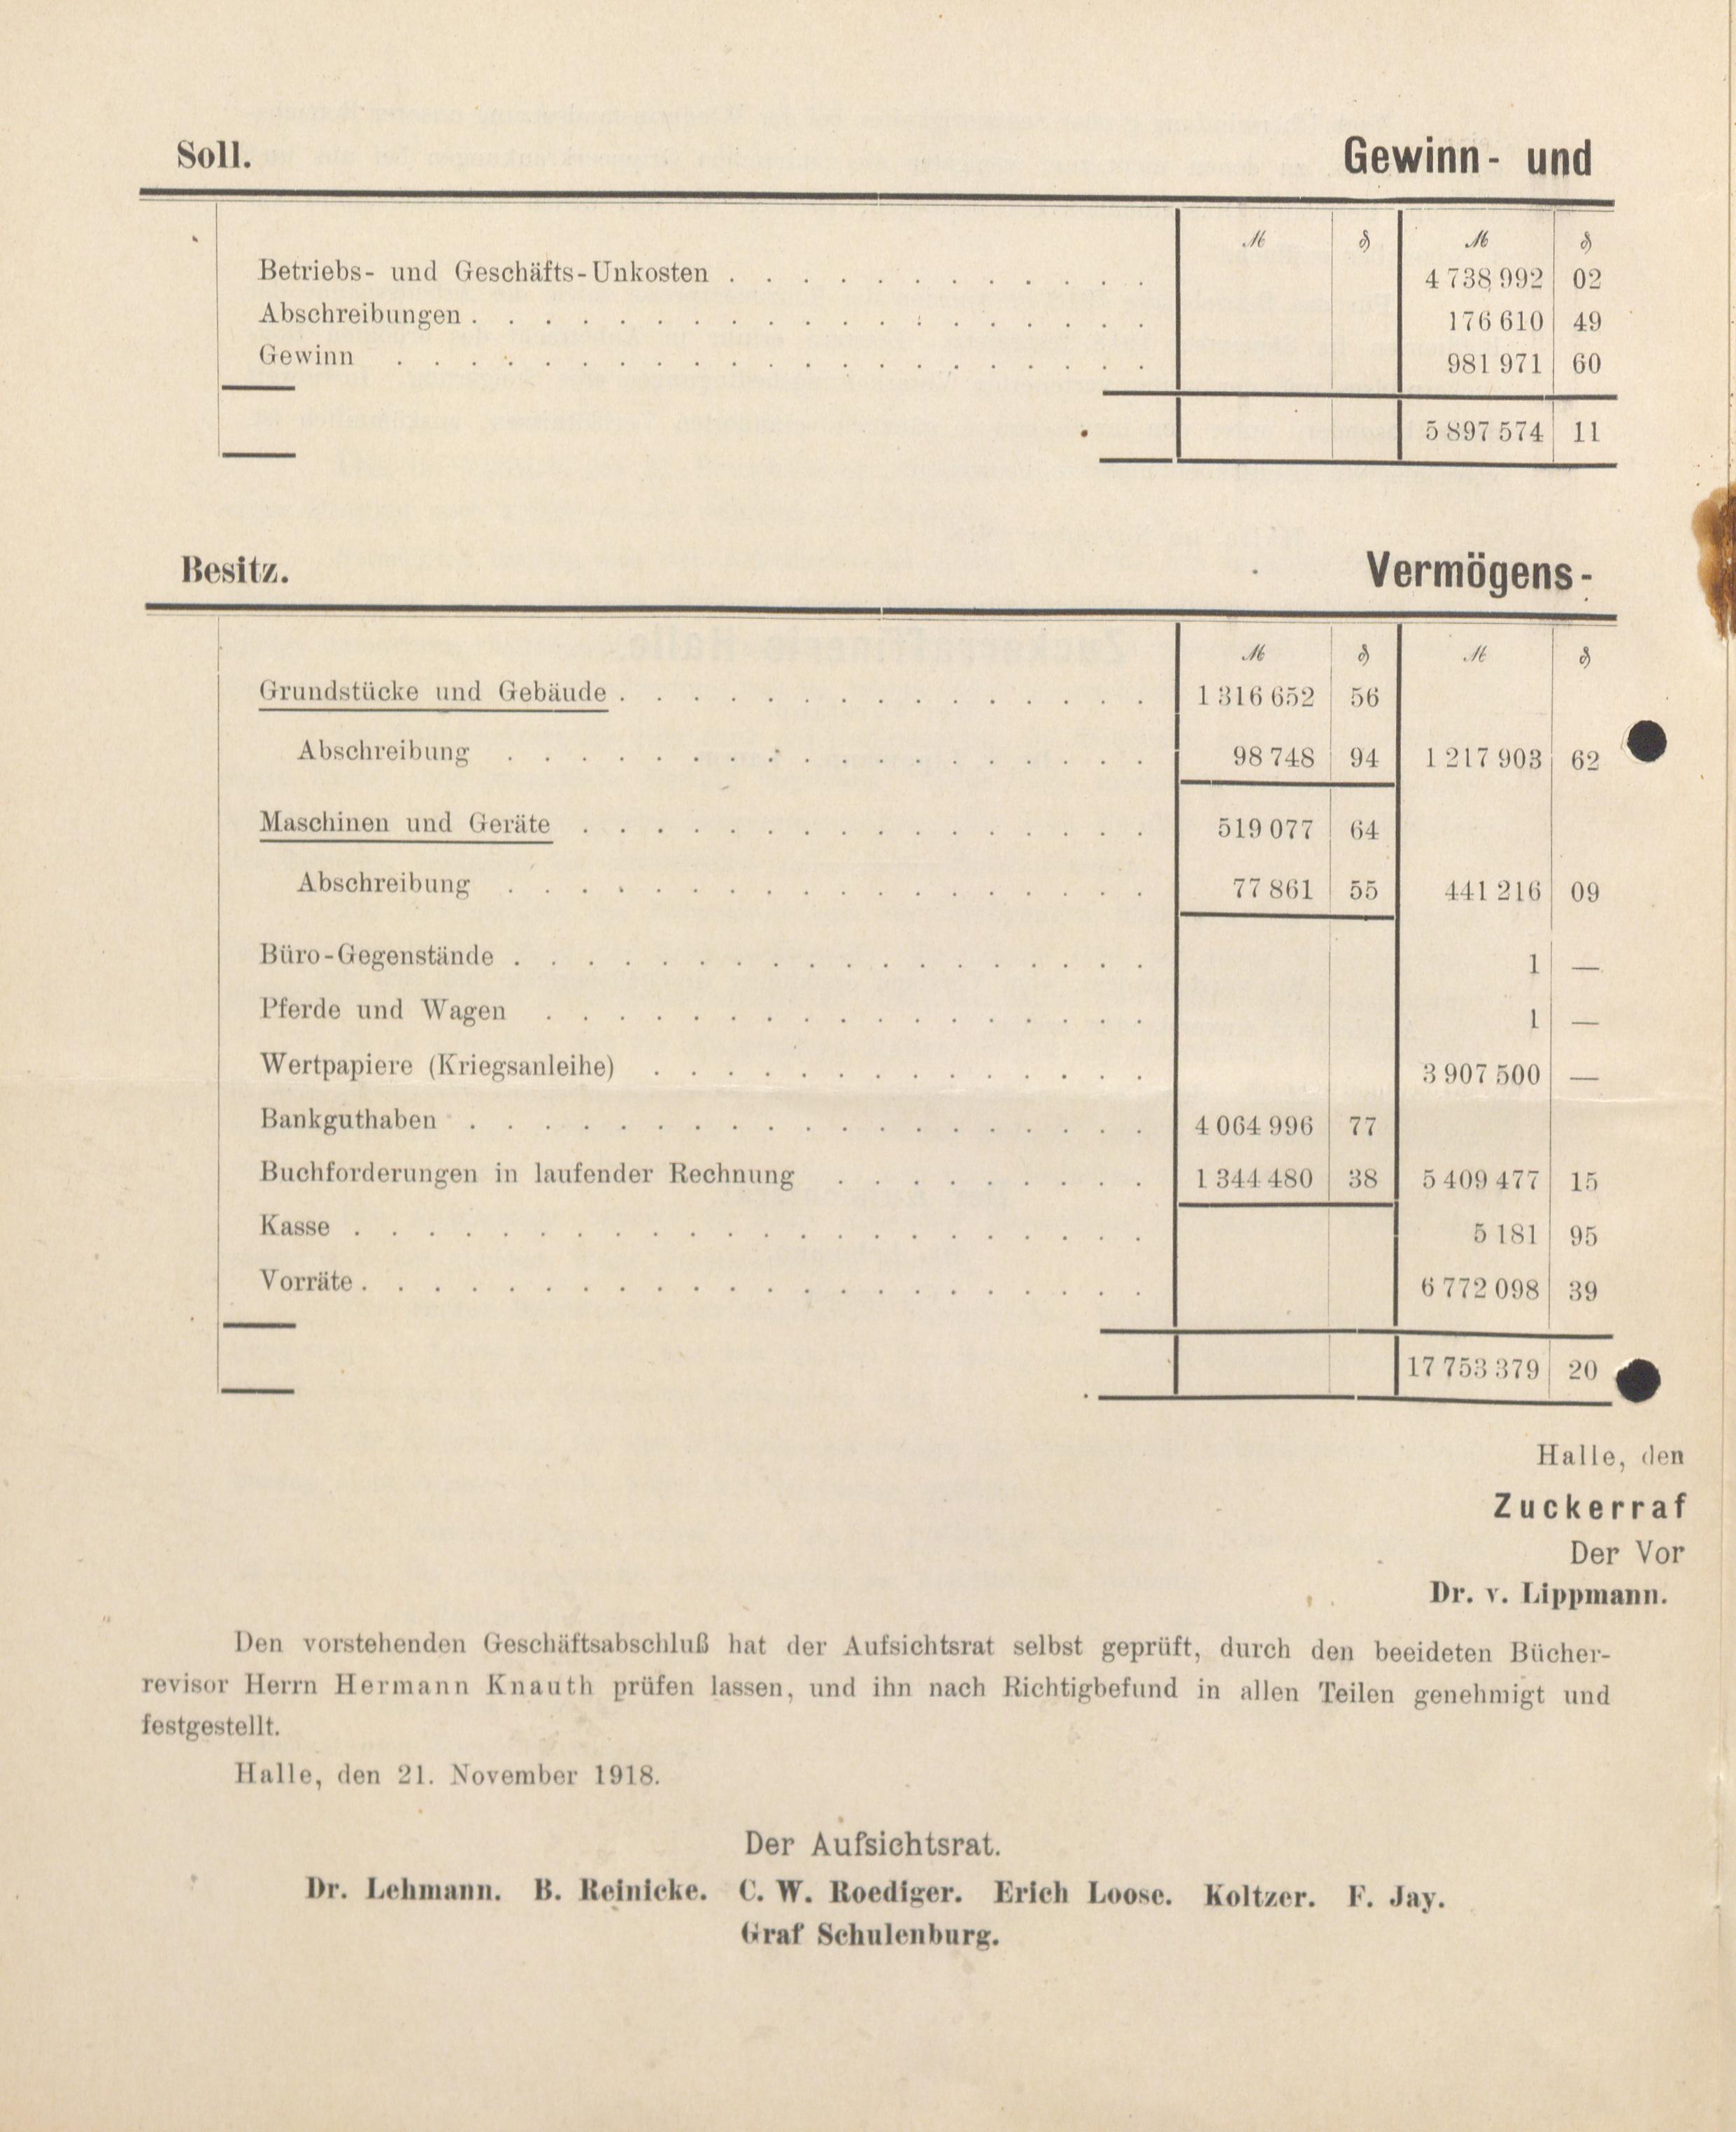 Soll. Gewinn- und
ℳ ₰ ℳ ₰
Betriebs- und Geschäfts-Unkosten . . . . . . . . . . . . 4 738 992 02
Abschreibungen . . . . . . . . . . . . . . . . . . . 176 610 49
Gewinn . . . . . . . . . . . . . . . . . . . . . 981 971 60
5 897 574 11
Besitz. Vermögens-
ℳ ₰ ℳ ₰
Grundstücke und Gebäude . . . . . . . . . . . . . . . 1 316 652 56
Abschreibung . . . . . . . . . . . . . . . . . . 98 748 94 1 217 903 62
Maschinen und Geräte . . . . . . . . . . . . . . . . 519 077 64
Abschreibung . . . . . . . . . . . . . . . . . . 77 861 55 441 216 09
Büro-Gegenstände . . . . . . . . . . . . . . . . . . 1 —
Pferde und Wagen . . . . . . . . . . . . . . . . . 1 —
Wertpapiere (Kriegsanleihe) . . . . . . . . . . . . . . 3 907 500 —
Bankguthaben . . . . . . . . . . . . . . . . . . . 4 064 996 77
Buchforderungen in laufender Rechnung . . . . . . . . . 1 344 480 38 5 409 477 15
Kasse . . . . . . . . . . . . . . . . . . . . . . 5 181 95
Vorräte . . . . . . . . . . . . . . . . . . . . . . 6 772 098 39
17 753 379 20
Halle, den
Zuckerraf
Der Vor
Dr. v. Lippmann.
Den vorstehenden Geschäftsabschluß hat der Aufsichtsrat selbst geprüft, durch den beeideten Bücher-
revisor Herrn Hermann Knauth prüfen lassen, und ihn nach Richtigbefund in allen Teilen genehmigt und
festgestellt.
Halle, den 21. November 1918.
Der Aufsichtsrat.
Dr. Lehmann. B. Reinicke. C. W. Roediger. Erich Loose. Koltzer. F. Jay.
Graf Schulenburg.